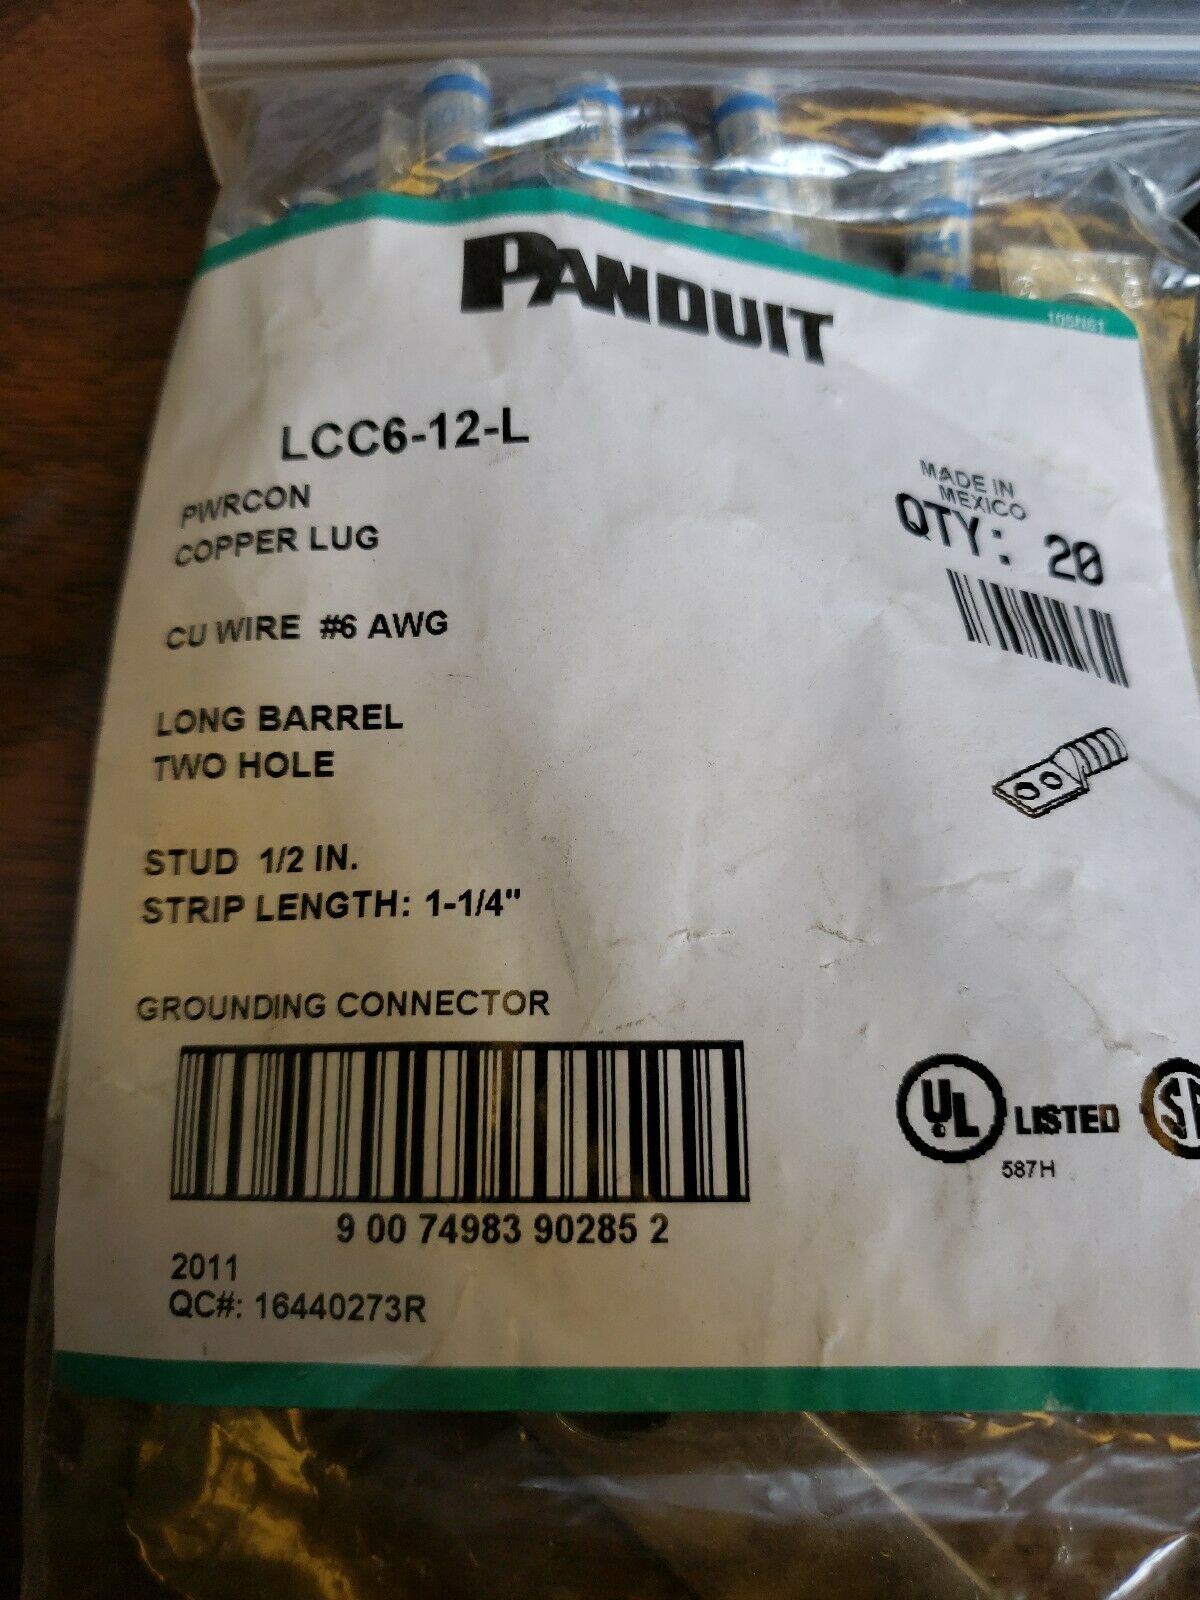 PANDUIT
105N61
LCC6-12-L
PWRCON
COPPER LUG
MADE IN
MEXICO
QTY: 20
CU WIRE #6 AWG
LONG BARREL
TWO HOLE
STUD 1/2 IN.
STRIP LENGTH: 1-1/4"
GROUNDING CONNECTOR
UL LISTED
587H
9 00 74983 90285 2
2011
QC#: 16440273R